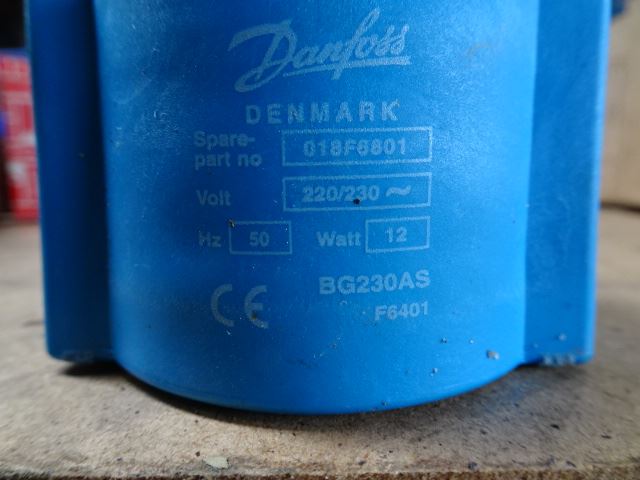 Danfoss
DENMARK
Spare-
part no 018F6801
Volt 220/230 ~
Hz 50 Watt 12
BG230AS
CE F6401